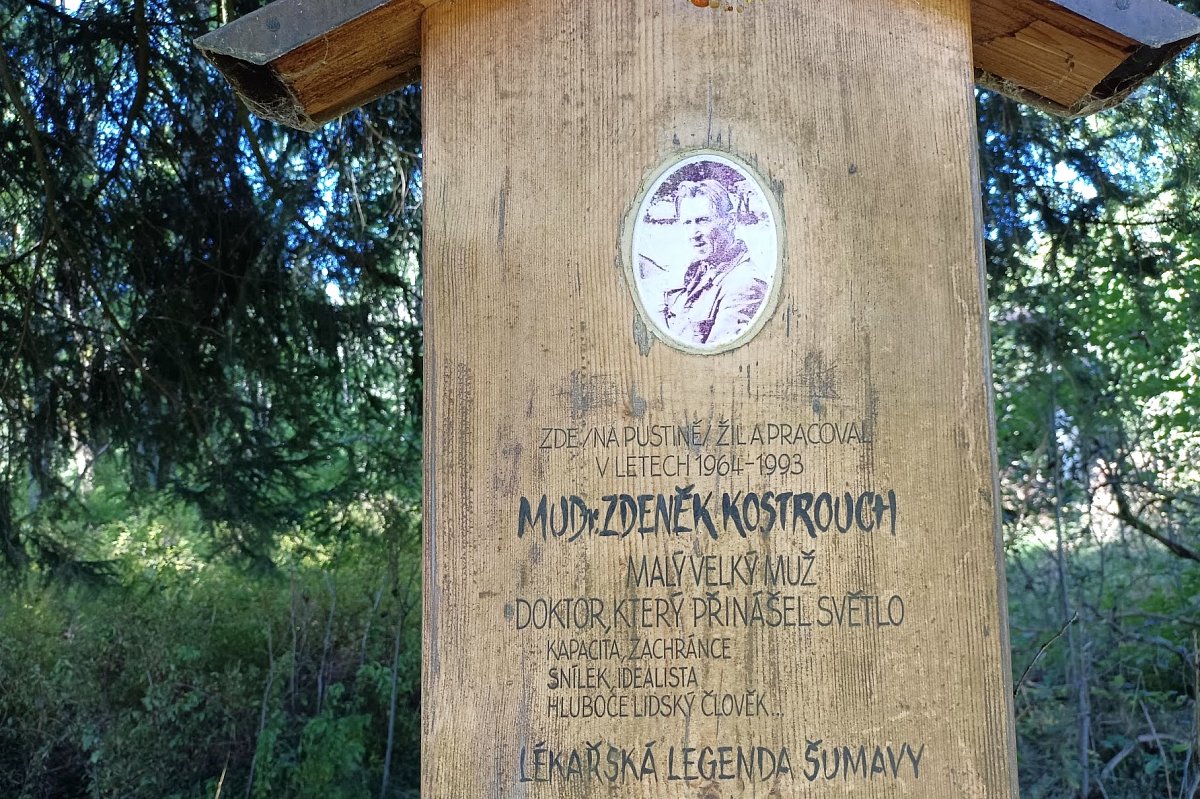 ZDE/NA PUSTINĚ/ŽIL A PRACOVAL
V LETECH 1964-1993
MUDr. ZDENĚK KOSTROUCH
MALÝ VELKÝ MUŽ
DOKTOR, KTERÝ PŘINÁŠEL SVĚTLO
KAPACITA, ZACHRÁNCE
SNÍLEK, IDEALISTA
HLUBOCE LIDSKÝ ČLOVĚK...
LÉKAŘSKÁ LEGENDA ŠUMAVY